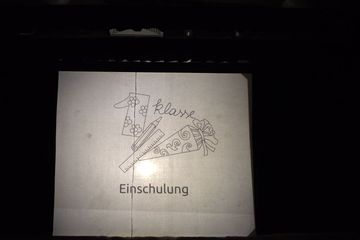 1 klasse
Einschulung